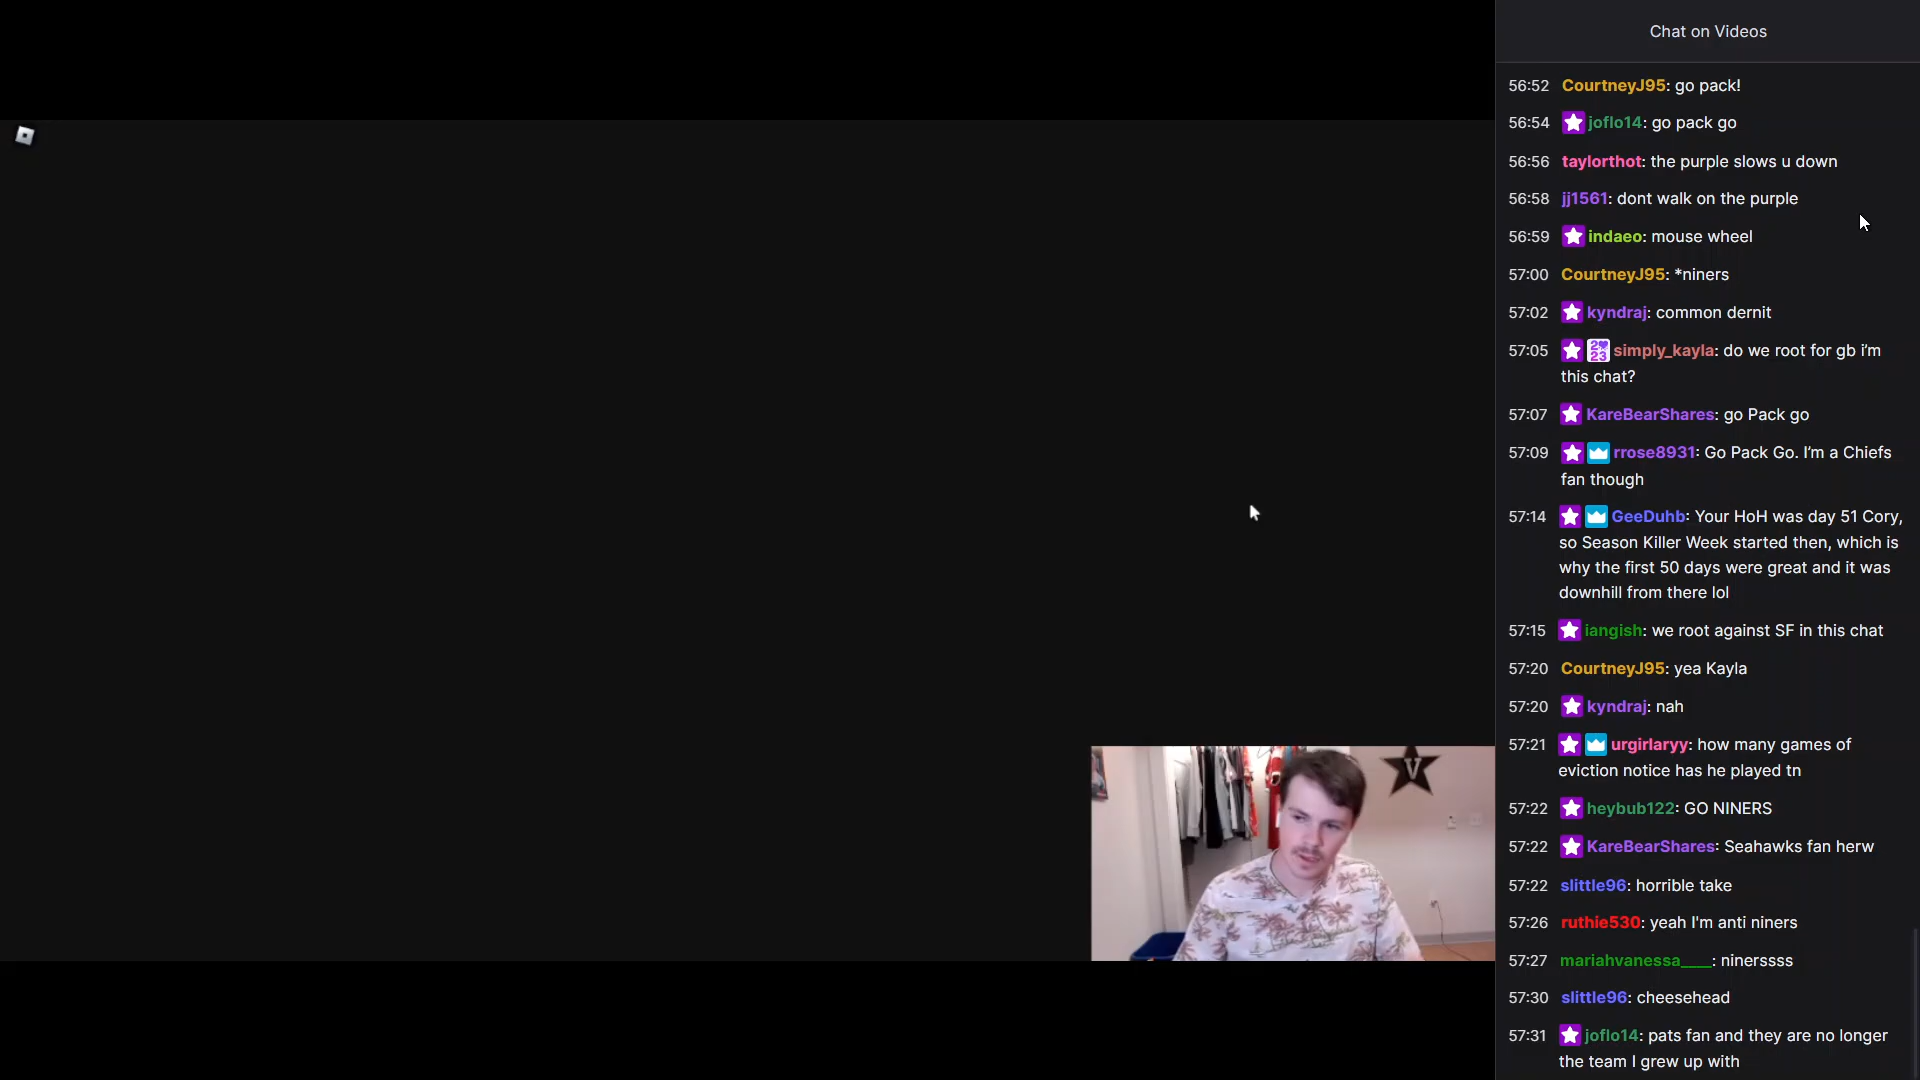 Chat on Videos
56:52 CourtneyJ95: go pack!
56:54 joflo14: go pack go
56:56 taylorthot: the purple slows u down
56:58 jj1561: dont walk on the purple
56:59 indaeo: mouse wheel
57:00 CourtneyJ95: *niners
57:02 kyndraj: common dernit
57:05 2 23 simply_kayla: do we root for gb i’m
this chat?
57:07 KareBearShares: go Pack go
57:09 rrose8931: Go Pack Go. I’m a Chiefs
fan though
57:14 GeeDuhb: Your HoH was day 51 Cory,
so Season Killer Week started then, which is
why the first 50 days were great and it was
downhill from there lol
57:15 iangish: we root against SF in this chat
57:20 CourtneyJ95: yea Kayla
57:20 kyndraj: nah
57:21 urgirlaryy: how many games of
eviction notice has he played tn
57:22 heybub122: GO NINERS
57:22 KareBearShares: Seahawks fan herw
57:22 slittle96: horrible take
57:26 ruthie530: yeah I'm anti niners
57:27 mariahvanessa____: ninerssss
57:30 slittle96: cheesehead
57:31 joflo14: pats fan and they are no longer
the team I grew up with
V